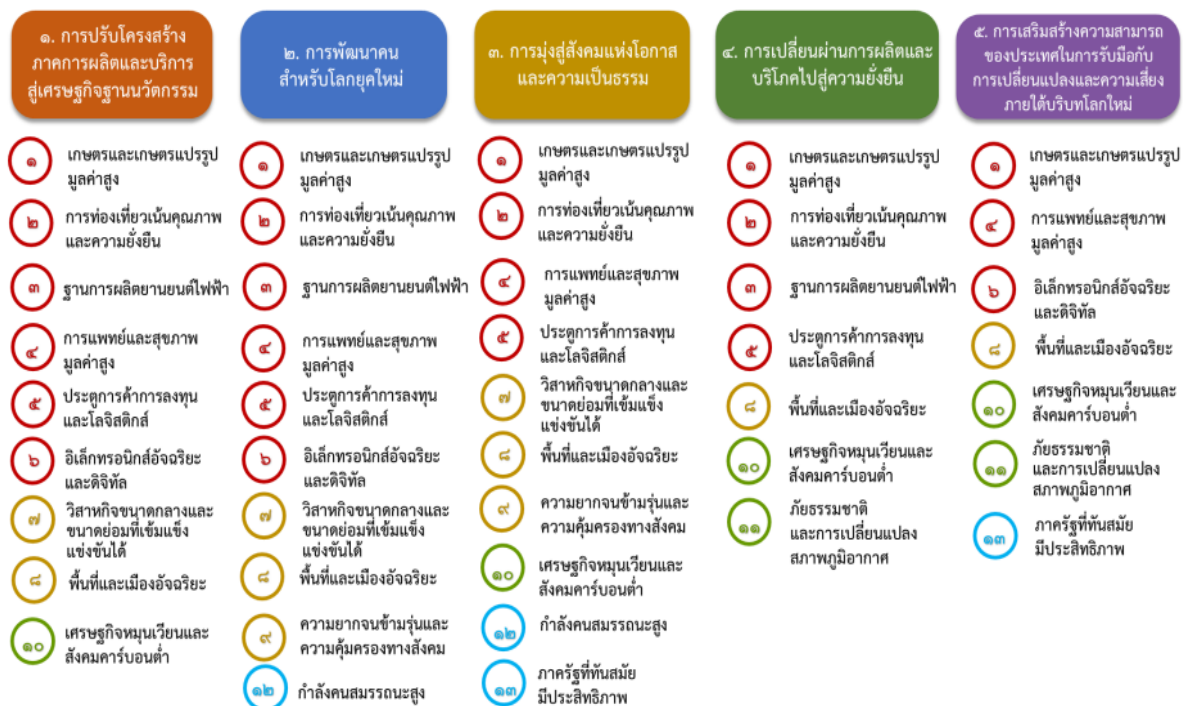 ๑. การปรับโครงสร้าง
ภาคการผลิตและบริการ
สู่เศรษฐกิจฐานนวัตกรรม
๑
เกษตรและเกษตรแปรรูป
มูลค่าสูง
๒
การท่องเที่ยวเน้นคุณภาพ
และความยั่งยืน
๓
ฐานการผลิตยานยนต์ไฟฟ้า
๔
การแพทย์และสุขภาพ
มูลค่าสูง
๕
ประตูการค้าการลงทุน
และโลจิสติกส์
๖
อิเล็กทรอนิกส์อัจฉริยะ
และดิจิทัล
๗
วิสาหกิจขนาดกลางและ
ขนาดย่อมที่เข้มแข็ง
แข่งขันได้
๘
พื้นที่และเมืองอัจฉริยะ
๑๐
เศรษฐกิจหมุนเวียนและ
สังคมคาร์บอนต่ำ
๒. การพัฒนาคน
สำหรับโลกยุคใหม่
๑
เกษตรและเกษตรแปรรูป
มูลค่าสูง
๒
การท่องเที่ยวเน้นคุณภาพ
และความยั่งยืน
๓
ฐานการผลิตยานยนต์ไฟฟ้า
๔
การแพทย์และสุขภาพ
มูลค่าสูง
๕
ประตูการค้าการลงทุน
และโลจิสติกส์
๖
อิเล็กทรอนิกส์อัจฉริยะ
และดิจิทัล
๗
วิสาหกิจขนาดกลางและ
ขนาดย่อมที่เข้มแข็ง
แข่งขันได้
๘
พื้นที่และเมืองอัจฉริยะ
๙
ความยากจนข้ามรุ่นและ
ความคุ้มครองทางสังคม
๑๒
กำลังคนสมรรถนะสูง
๓. การมุ่งสู่สังคมแห่งโอกาส
และความเป็นธรรม
๑
เกษตรและเกษตรแปรรูป
มูลค่าสูง
๒
การท่องเที่ยวเน้นคุณภาพ
และความยั่งยืน
๔
การแพทย์และสุขภาพ
มูลค่าสูง
๕
ประตูการค้าการลงทุน
และโลจิสติกส์
๗
วิสาหกิจขนาดกลางและ
ขนาดย่อมที่เข้มแข็ง
แข่งขันได้
๘
พื้นที่และเมืองอัจฉริยะ
๙
ความยากจนข้ามรุ่นและ
ความคุ้มครองทางสังคม
๑๐
เศรษฐกิจหมุนเวียนและ
สังคมคาร์บอนต่ำ
๑๒
กำลังคนสมรรถนะสูง
๑๓
ภาครัฐที่ทันสมัย
มีประสิทธิภาพ
๔. การเปลี่ยนผ่านการผลิตและ
บริโภคไปสู่ความยั่งยืน
๑
เกษตรและเกษตรแปรรูป
มูลค่าสูง
๒
การท่องเที่ยวเน้นคุณภาพ
และความยั่งยืน
๓
ฐานการผลิตยานยนต์ไฟฟ้า
๕
ประตูการค้าการลงทุน
และโลจิสติกส์
๘
พื้นที่และเมืองอัจฉริยะ
๑๐
เศรษฐกิจหมุนเวียนและ
สังคมคาร์บอนต่ำ
๑๑
ภัยธรรมชาติ
และการเปลี่ยนแปลง
สภาพภูมิอากาศ
๕. การเสริมสร้างความสามารถ
ของประเทศในการรับมือกับ
การเปลี่ยนแปลงและความเสี่ยง
ภายใต้บริบทโลกใหม่
๑
เกษตรและเกษตรแปรรูป
มูลค่าสูง
๔
การแพทย์และสุขภาพ
มูลค่าสูง
๖
อิเล็กทรอนิกส์อัจฉริยะ
และดิจิทัล
๘
พื้นที่และเมืองอัจฉริยะ
๑๐
เศรษฐกิจหมุนเวียนและ
สังคมคาร์บอนต่ำ
๑๑
ภัยธรรมชาติ
และการเปลี่ยนแปลง
สภาพภูมิอากาศ
๑๓
ภาครัฐที่ทันสมัย
มีประสิทธิภาพ